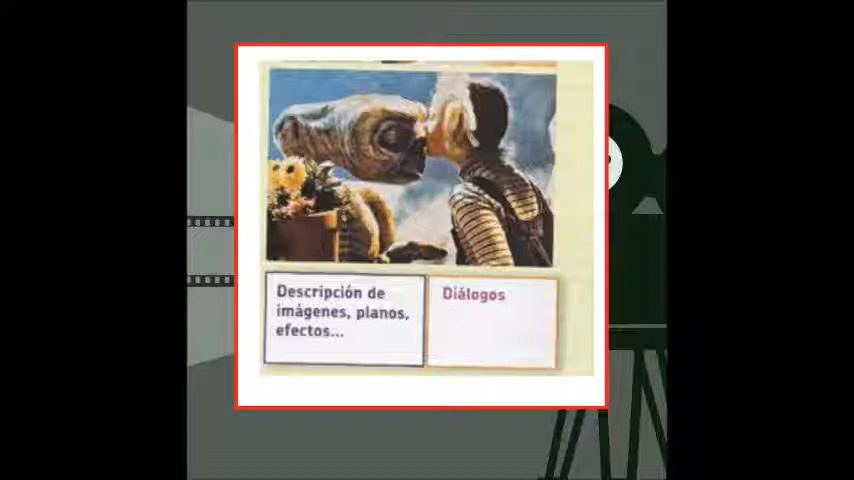 Descripción de
imágenes, planos,
efectos...
Diálogos